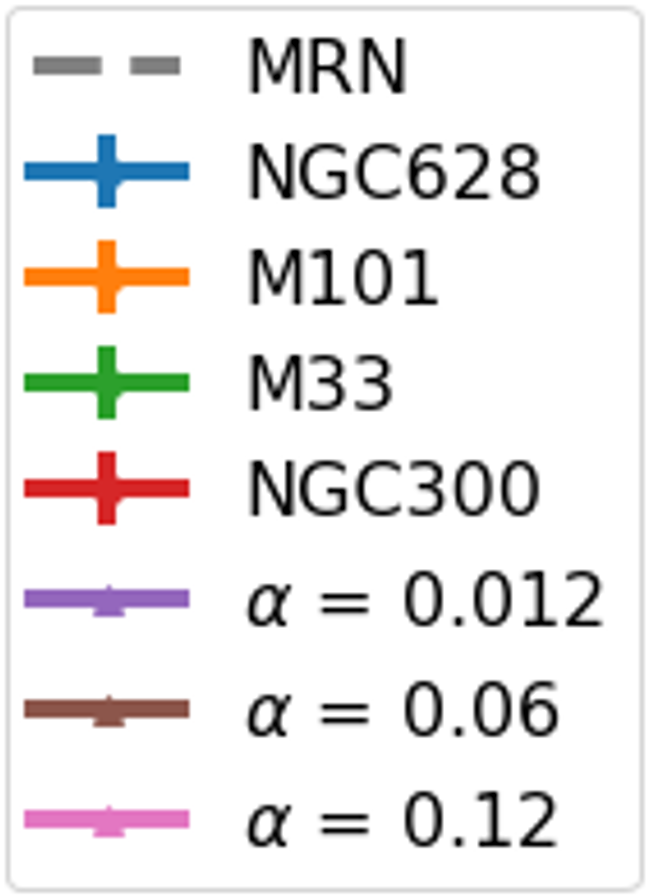 MRN
NGC628
M101
M33
NGC300
α = 0.012
α = 0.06
α = 0.12